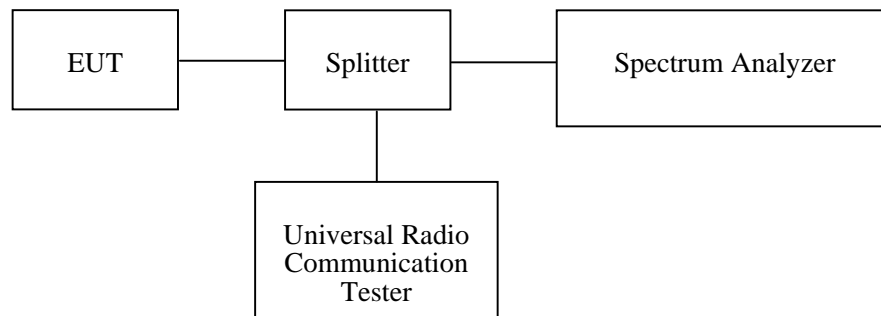 EUT
Splitter
Spectrum Analyzer
Universal Radio
Communication
Tester